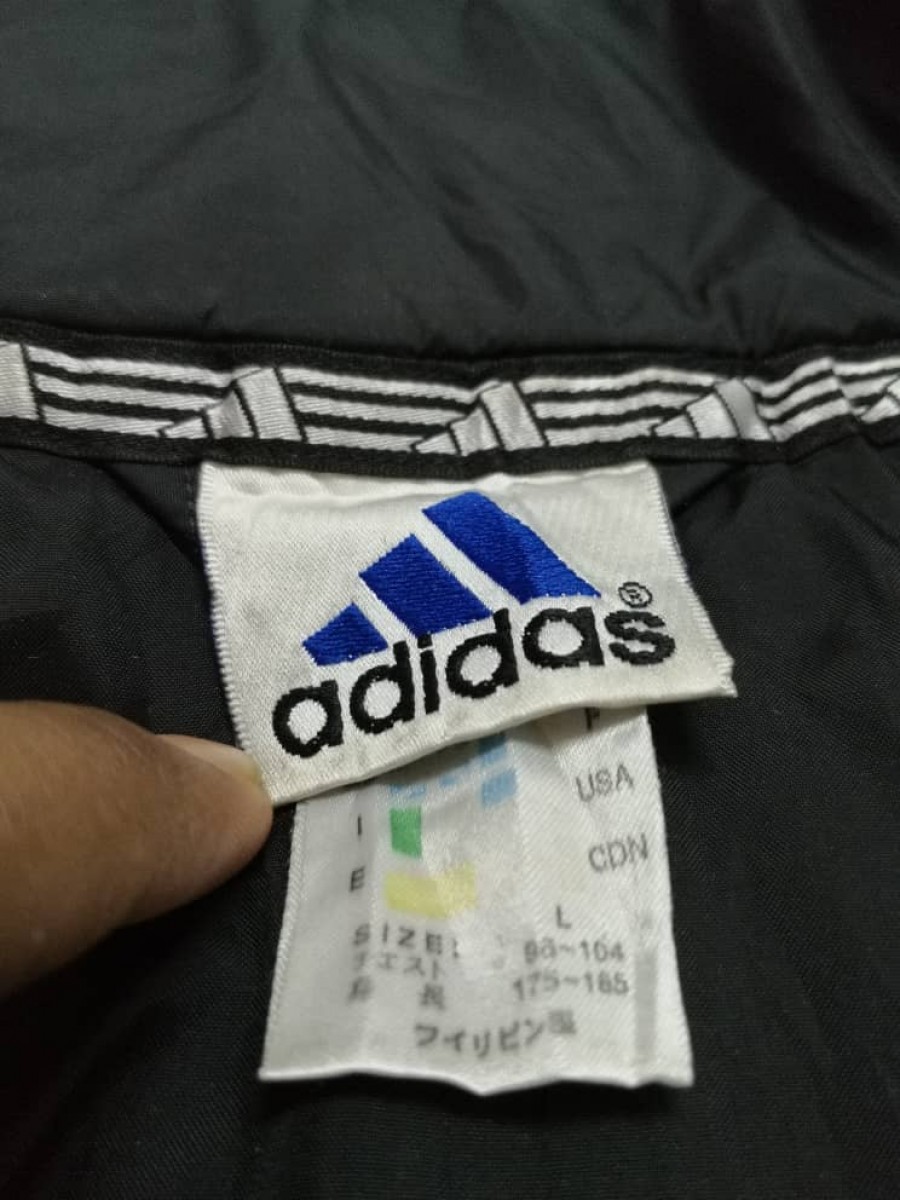 adidas®
F
USA
I
CDN
E
SIZE: L
チェスト 96~104
身 長 175~185
フィリピン製